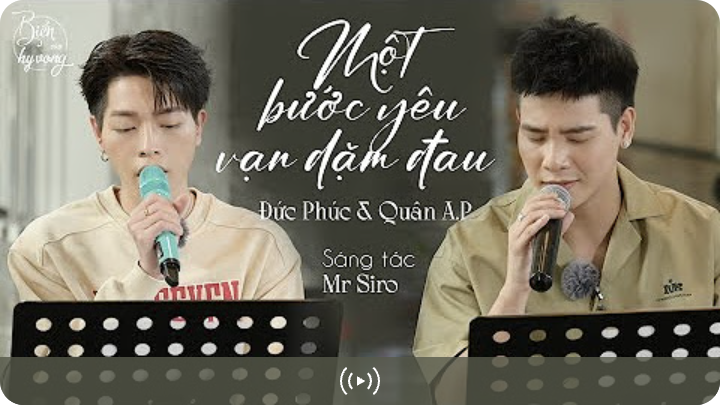 Biển của
hy vọng
Một
bước yêu
vạn dặm đau
Đức Phúc & Quân A.P
Sáng tác
Mr Siro
SEVEN